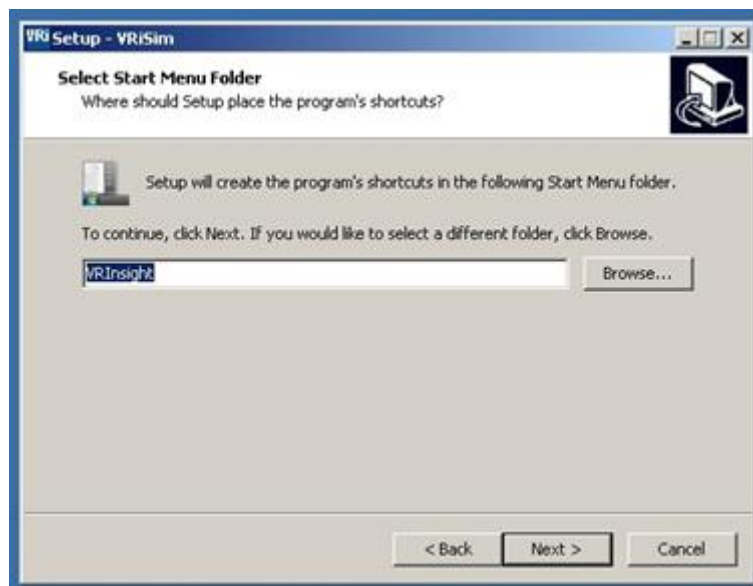 VRi Setup - VRiSim
Select Start Menu Folder
Where should Setup place the program's shortcuts?
Setup will create the program's shortcuts in the following Start Menu folder.
To continue, click Next. If you would like to select a different folder, click Browse.
VRInsight Browse...
< Back Next > Cancel